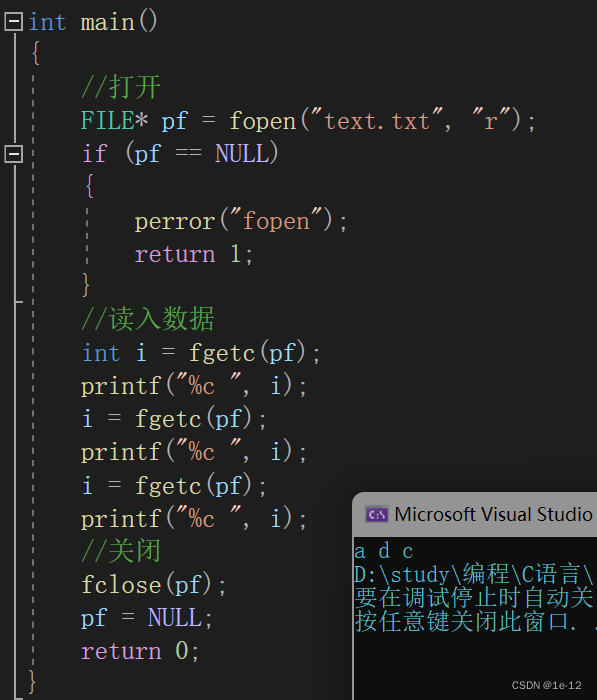 int main()
{
//打开
FILE* pf = fopen("text.txt", "r");
if (pf == NULL)
{
perror("fopen");
return 1;
}
//读入数据
int i = fgetc(pf);
printf("%c ", i);
i = fgetc(pf);
printf("%c ", i);
i = fgetc(pf);
printf("%c ", i);
//关闭
fclose(pf);
pf = NULL;
return 0;
}
Microsoft Visual Studio
a d c
D:\study\编程\C语言\
要在调试停止时自动关
按任意键关闭此窗口. .
CSDN @1e-12